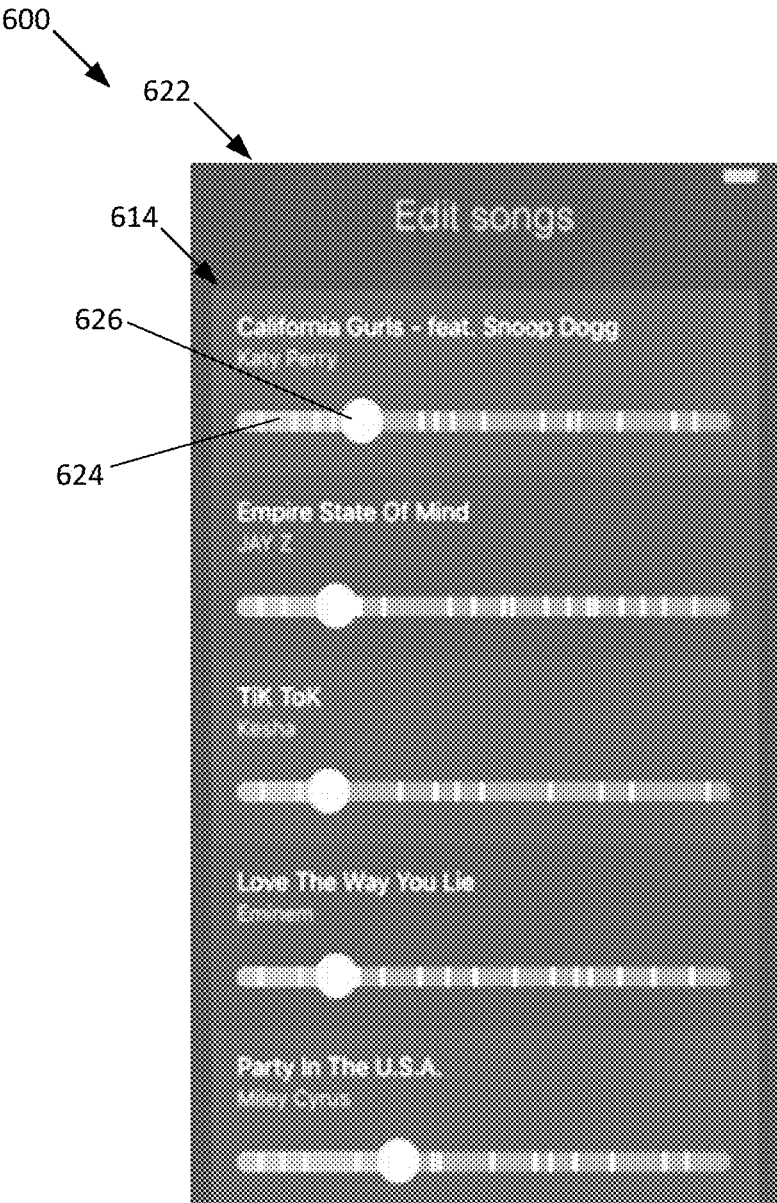 600
622
Edit songs
614
California Gurls - feat. Snoop Dogg
626
Katy Perry
624
Empire State Of Mind
JAY-Z
TiK ToK
Kesha
Love The Way You Lie
Eminem
Party In The U.S.A.
Miley Cyrus